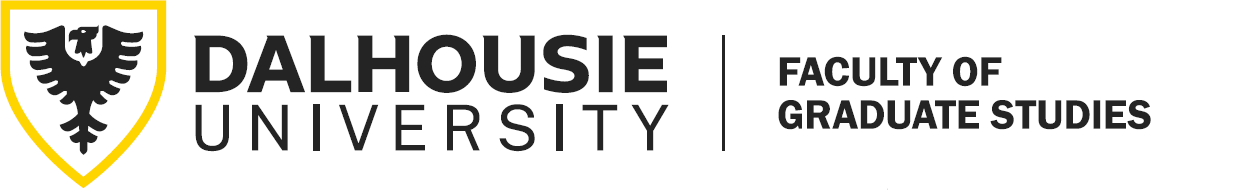 DALHOUSIE
UNIVERSITY
FACULTY OF
GRADUATE STUDIES